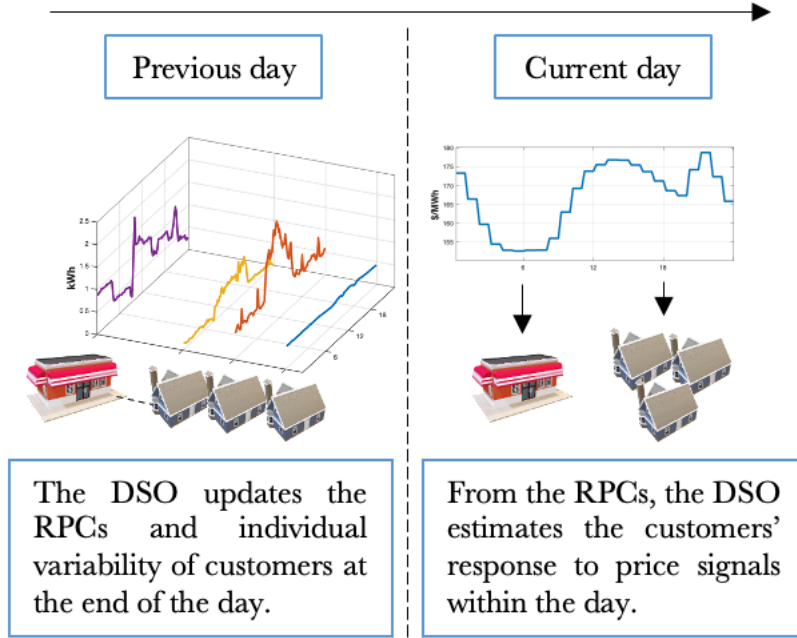 Previous day
Current day
2.5
2
1.5
1
0.5
0
kWh
6
12
18
180
175
170
165
160
155
$/MWh
6
12
18
The DSO updates the
RPCs and individual
variability of customers at
the end of the day.
From the RPCs, the DSO
estimates the customers'
response to price signals
within the day.